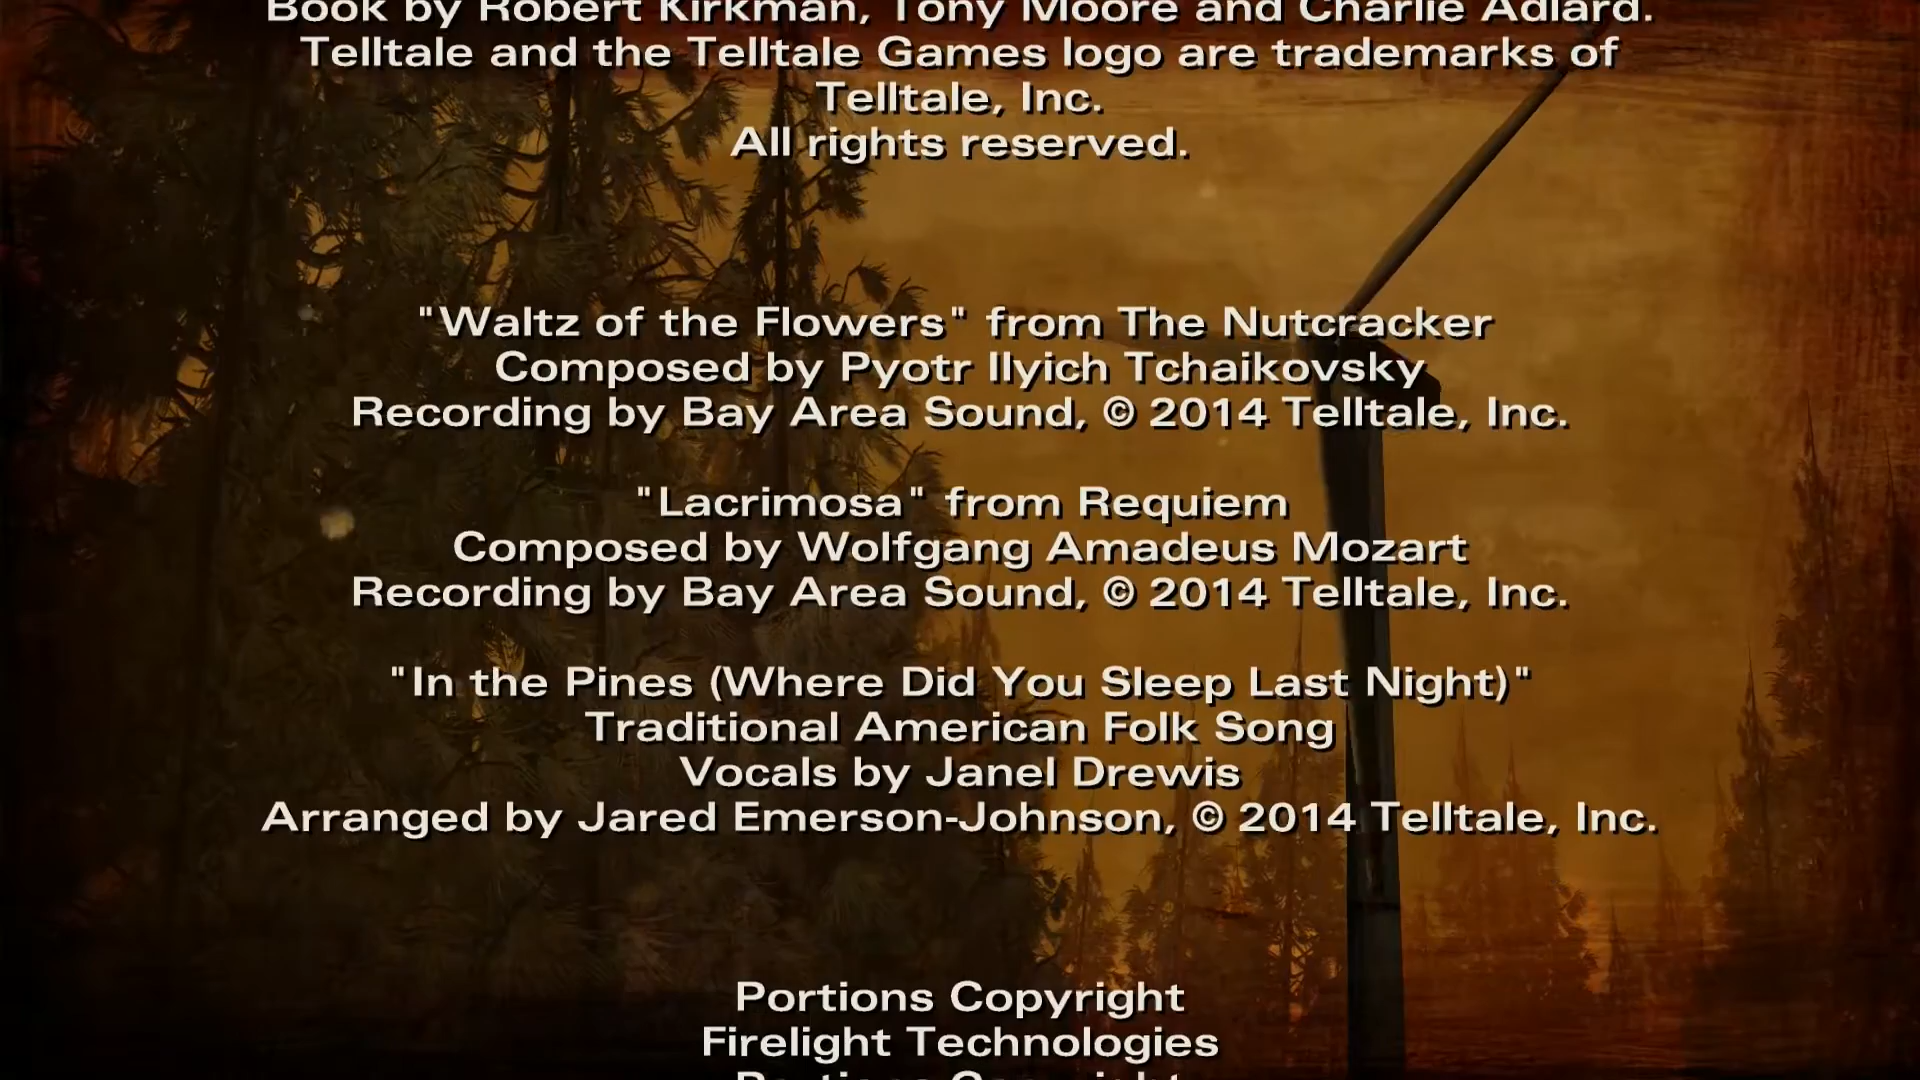 Book by Robert Kirkman, Tony Moore and Charlie Adlard.
Telltale and the Telltale Games logo are trademarks of
Telltale, Inc.
All rights reserved.
"Waltz of the Flowers" from The Nutcracker
Composed by Pyotr Ilyich Tchaikovsky
Recording by Bay Area Sound, © 2014 Telltale, Inc.
"Lacrimosa" from Requiem
Composed by Wolfgang Amadeus Mozart
Recording by Bay Area Sound, © 2014 Telltale, Inc.
"In the Pines (Where Did You Sleep Last Night)"
Traditional American Folk Song
Vocals by Janel Drewis
Arranged by Jared Emerson-Johnson, © 2014 Telltale, Inc.
Portions Copyright
Firelight Technologies